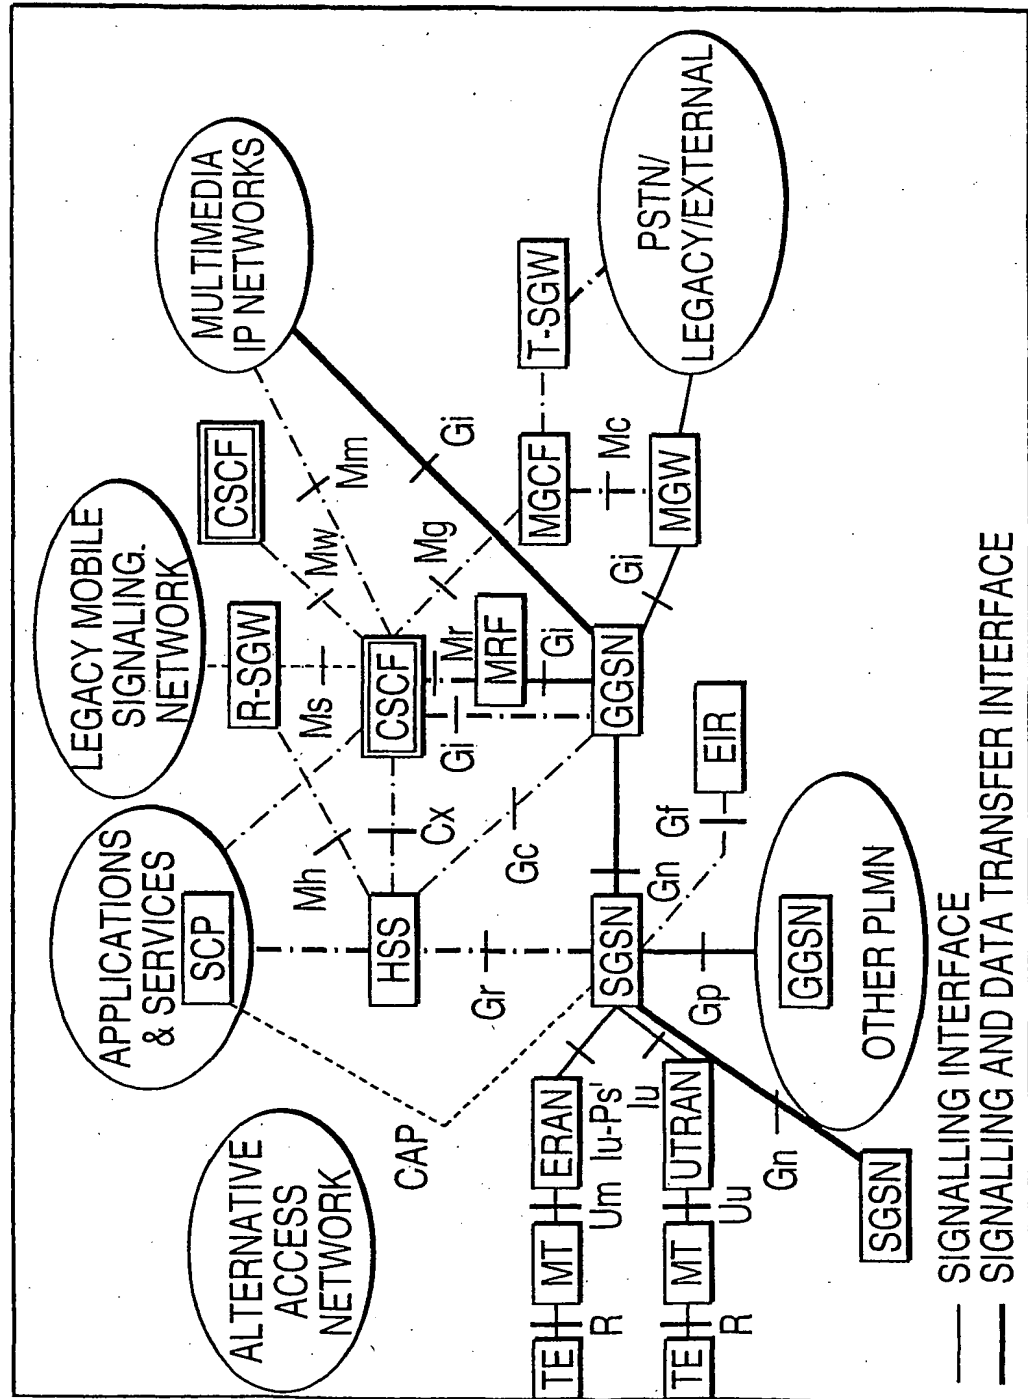 ALTERNATIVE
ACCESS
NETWORK
APPLICATIONS
& SERVICES
SCP
LEGACY MOBILE
SIGNALING.
NETWORK
R-SGW
CSCF
MULTIMEDIA
IP NETWORKS
CAP
Mh
Ms
Mw
Mm
HSS
Cx
CSCF
Gr
Gc
Gi
Mr
Mg
Gi
MRF
Gi
MGCF
T-SGW
Mc
TE
R
MT
Um
ERAN
Iu-Ps'
Iu
SGSN
Gn
GGSN
Gi
MGW
PSTN/
LEGACY/EXTERNAL
TE
R
MT
Uu
UTRAN
Gp
Gf
EIR
Gn
SGSN
GGSN
OTHER PLMN
SIGNALLING INTERFACE
SIGNALLING AND DATA TRANSFER INTERFACE